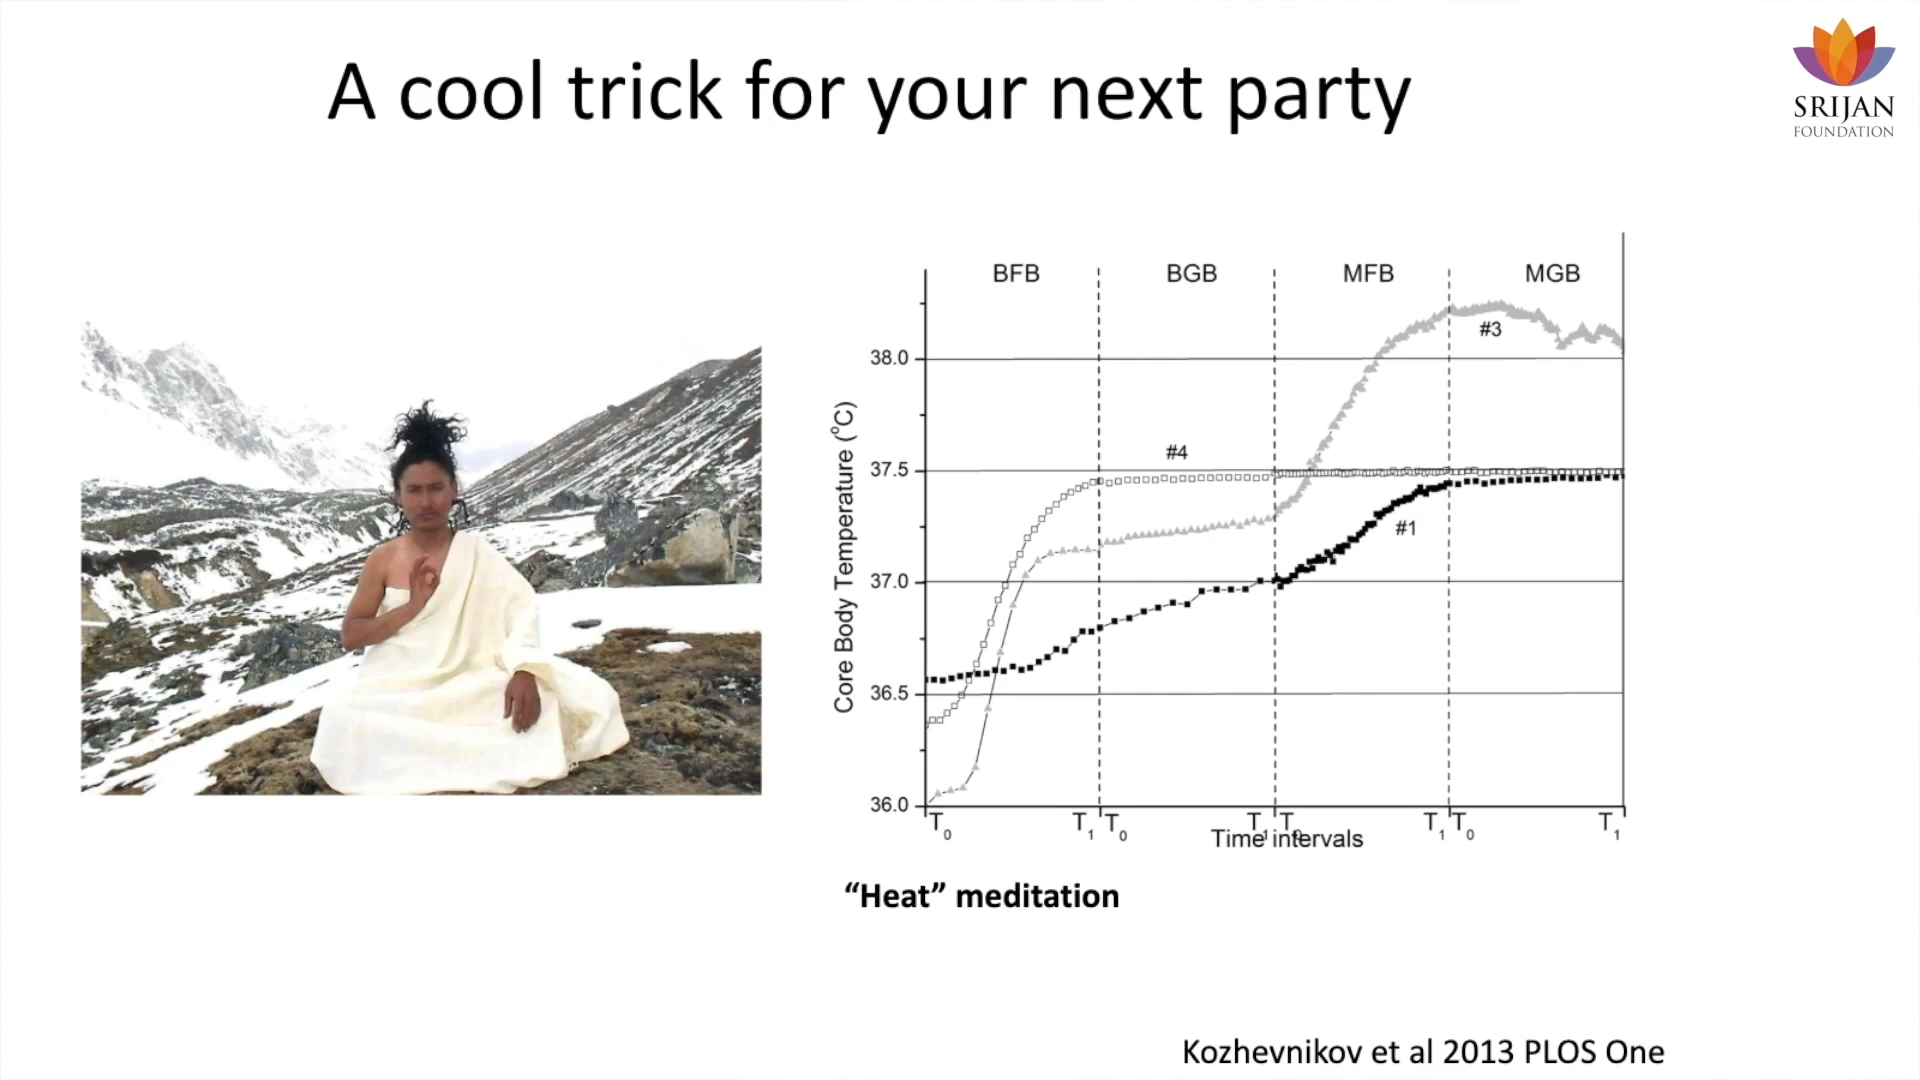 A cool trick for your next party
SRIJAN
FOUNDATION
BFB BGB MFB MGB
#3
#4
#1
38.0
37.5
37.0
36.5
36.0
Core Body Temperature (°C)
T0 T1 T0 T1 T0 T1 T0 T1
Time intervals
“Heat” meditation
Kozhevnikov et al 2013 PLOS One